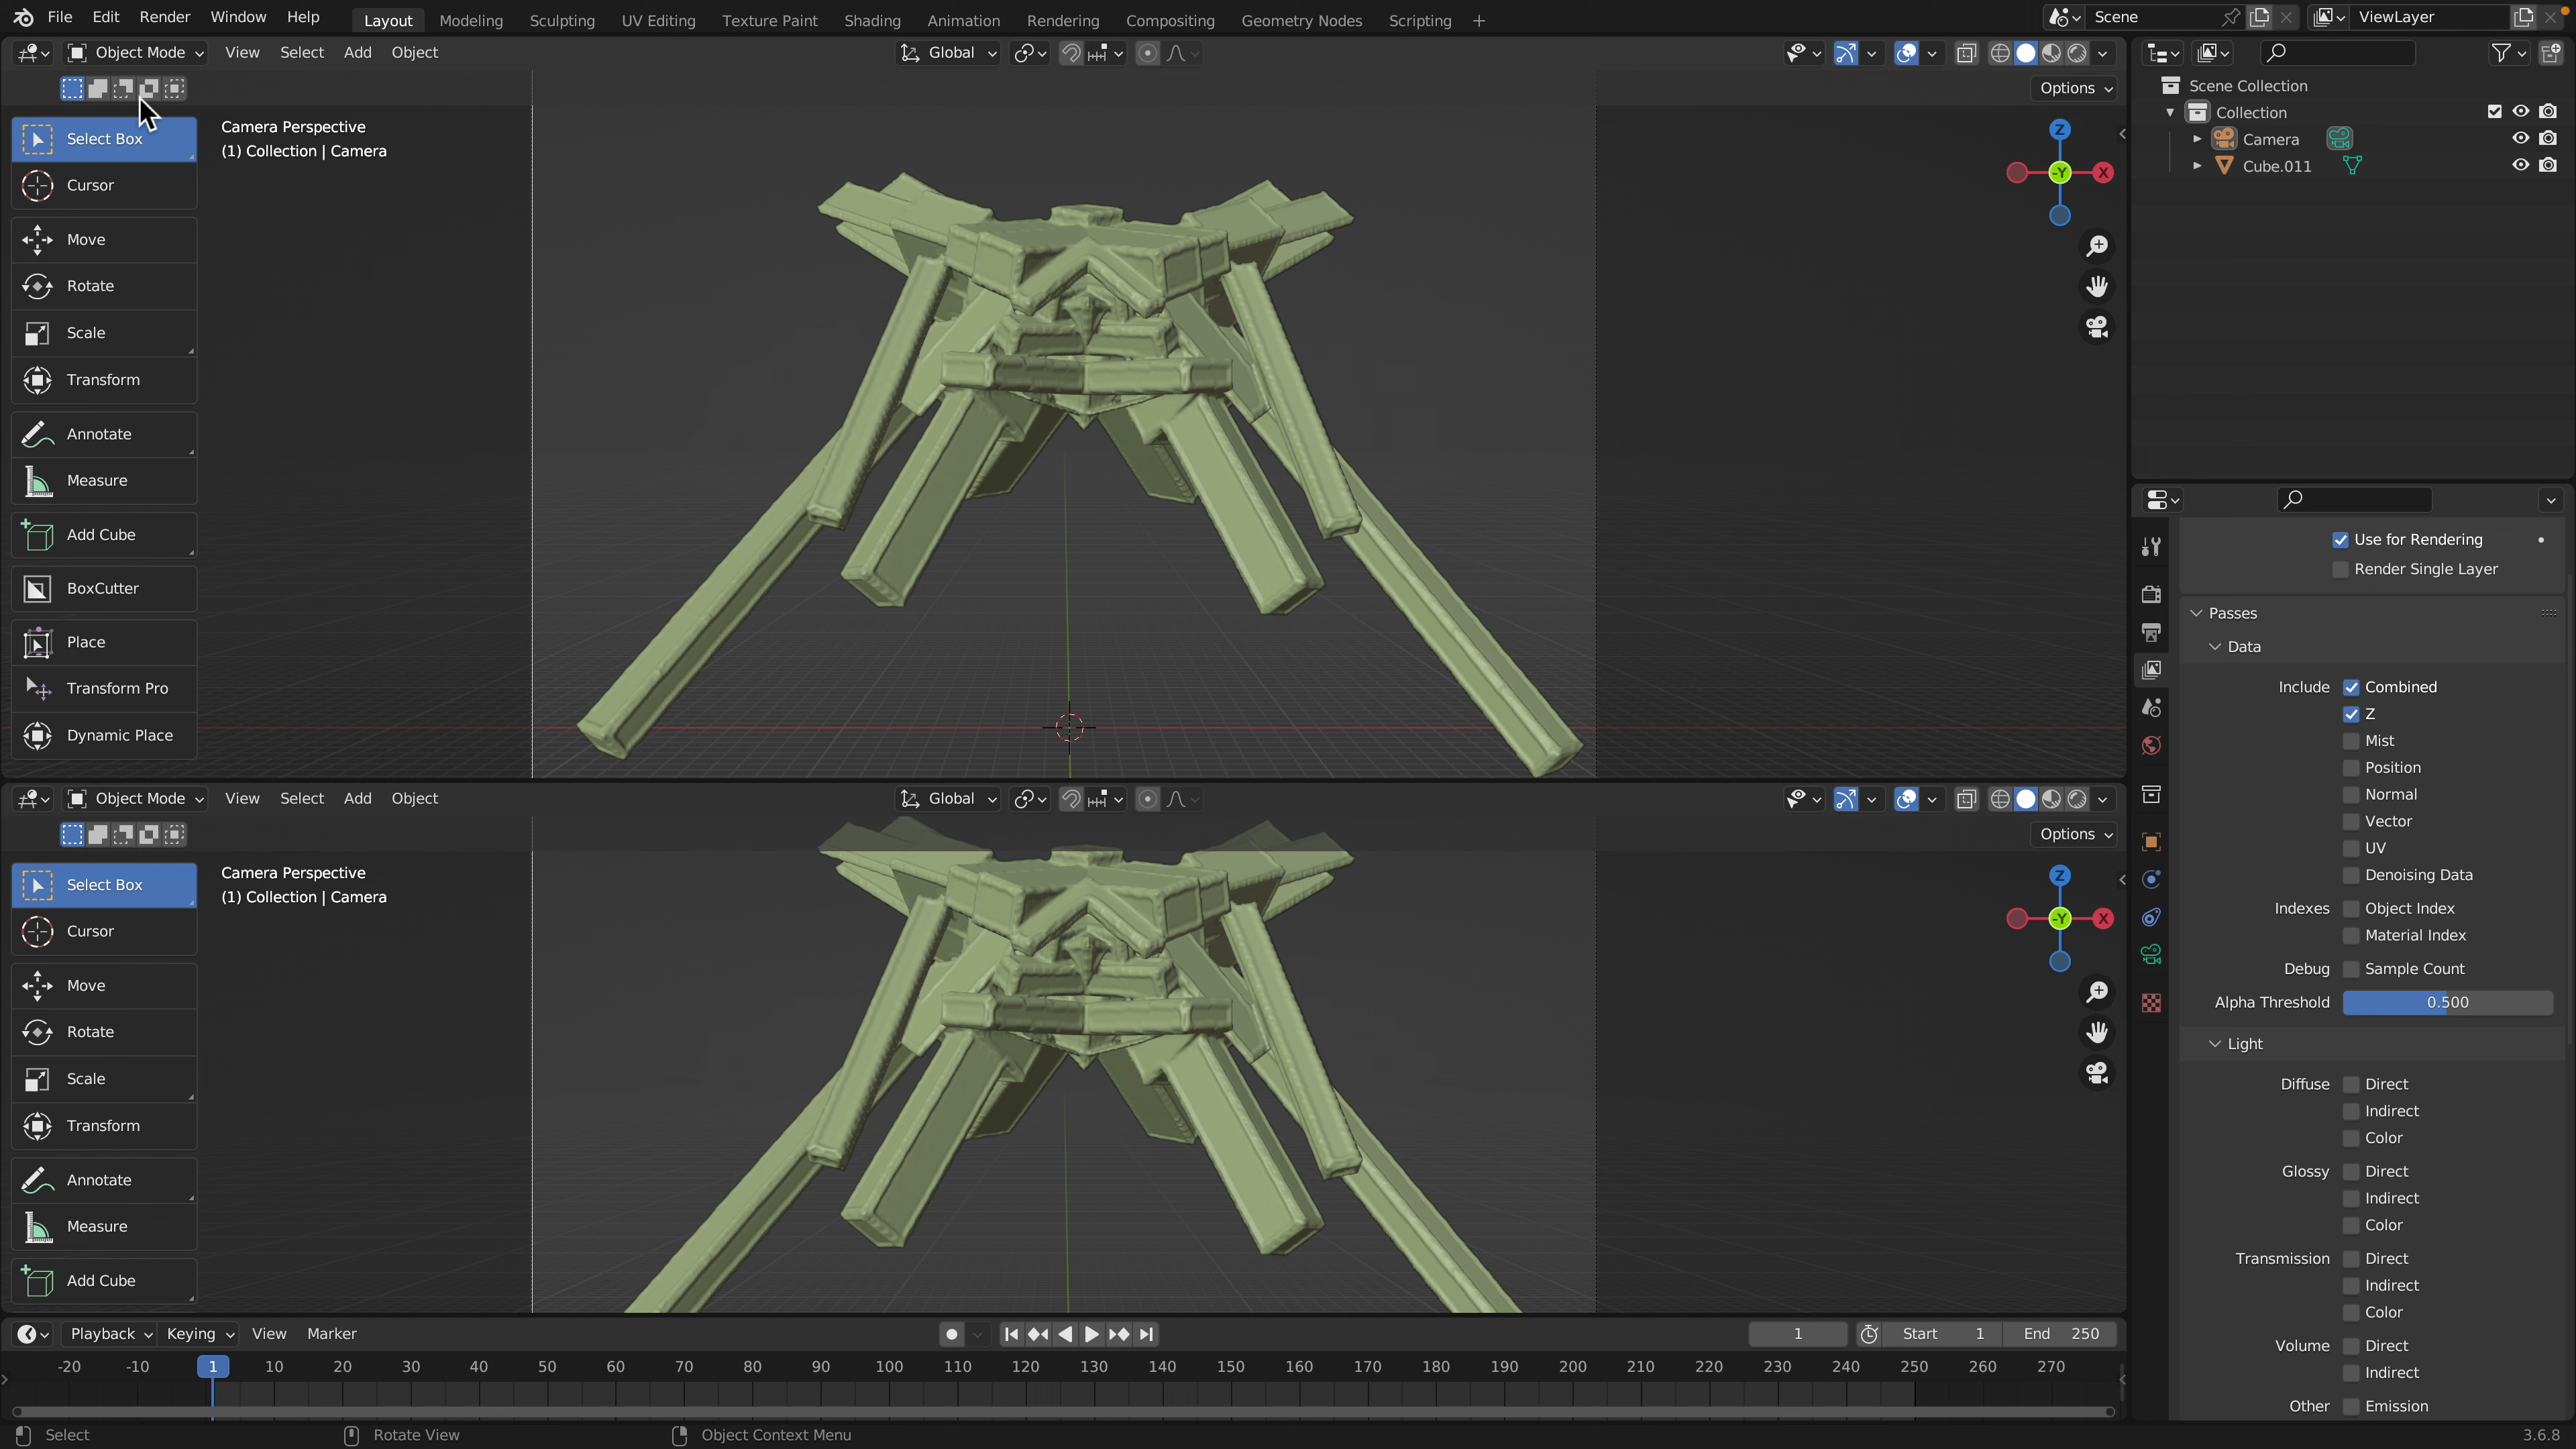 File Edit Render Window Help Layout Modeling Sculpting UV Editing Texture Paint Shading Animation Rendering Compositing Geometry Nodes Scripting + Scene ViewLayer
Object Mode View Select Add Object Global
Options
Camera Perspective
(1) Collection | Camera
Select Box
Cursor
Move
Rotate
Scale
Transform
Annotate
Measure
Add Cube
BoxCutter
Place
Transform Pro
Dynamic Place
Z
-Y X
Object Mode View Select Add Object Global
Options
Camera Perspective
(1) Collection | Camera
Select Box
Cursor
Move
Rotate
Scale
Transform
Annotate
Measure
Add Cube
Z
-Y X
Playback Keying View Marker 1 Start 1 End 250
-20 -10 1 10 20 30 40 50 60 70 80 90 100 110 120 130 140 150 160 170 180 190 200 210 220 230 240 250 260 270
Select Rotate View Object Context Menu 3.6.8
Scene Collection
Collection
Camera
Cube.011
Use for Rendering
Render Single Layer
Passes
Data
Include Combined
Z
Mist
Position
Normal
Vector
UV
Denoising Data
Indexes Object Index
Material Index
Debug Sample Count
Alpha Threshold 0.500
Light
Diffuse Direct
Indirect
Color
Glossy Direct
Indirect
Color
Transmission Direct
Indirect
Color
Volume Direct
Indirect
Other Emission